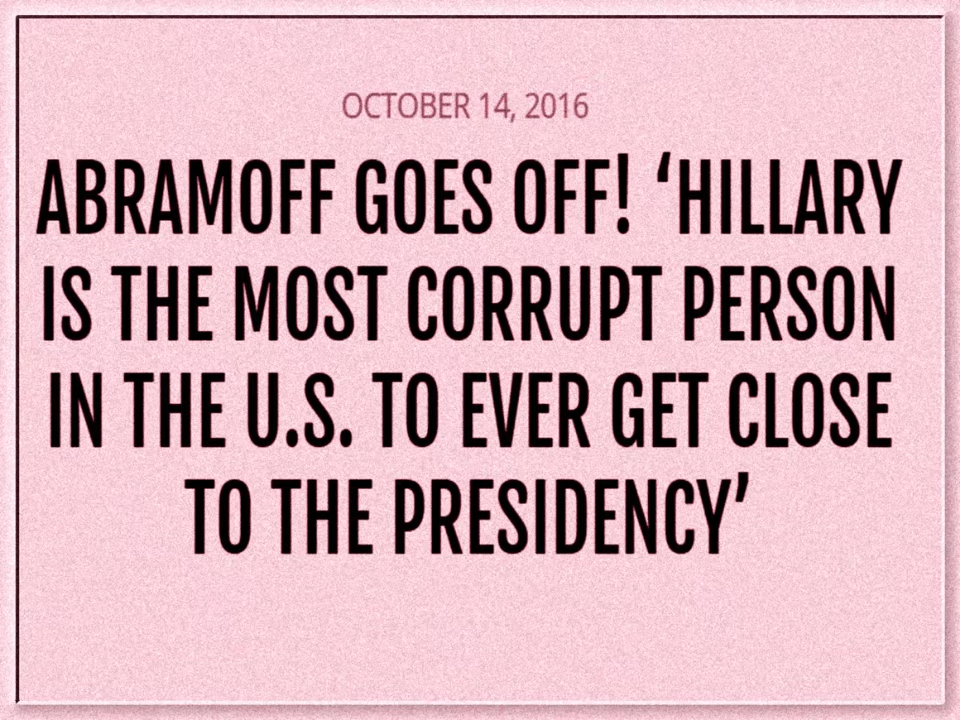 OCTOBER 14, 2016
ABRAMOFF GOES OFF! ‘HILLARY
IS THE MOST CORRUPT PERSON
IN THE U.S. TO EVER GET CLOSE
TO THE PRESIDENCY’